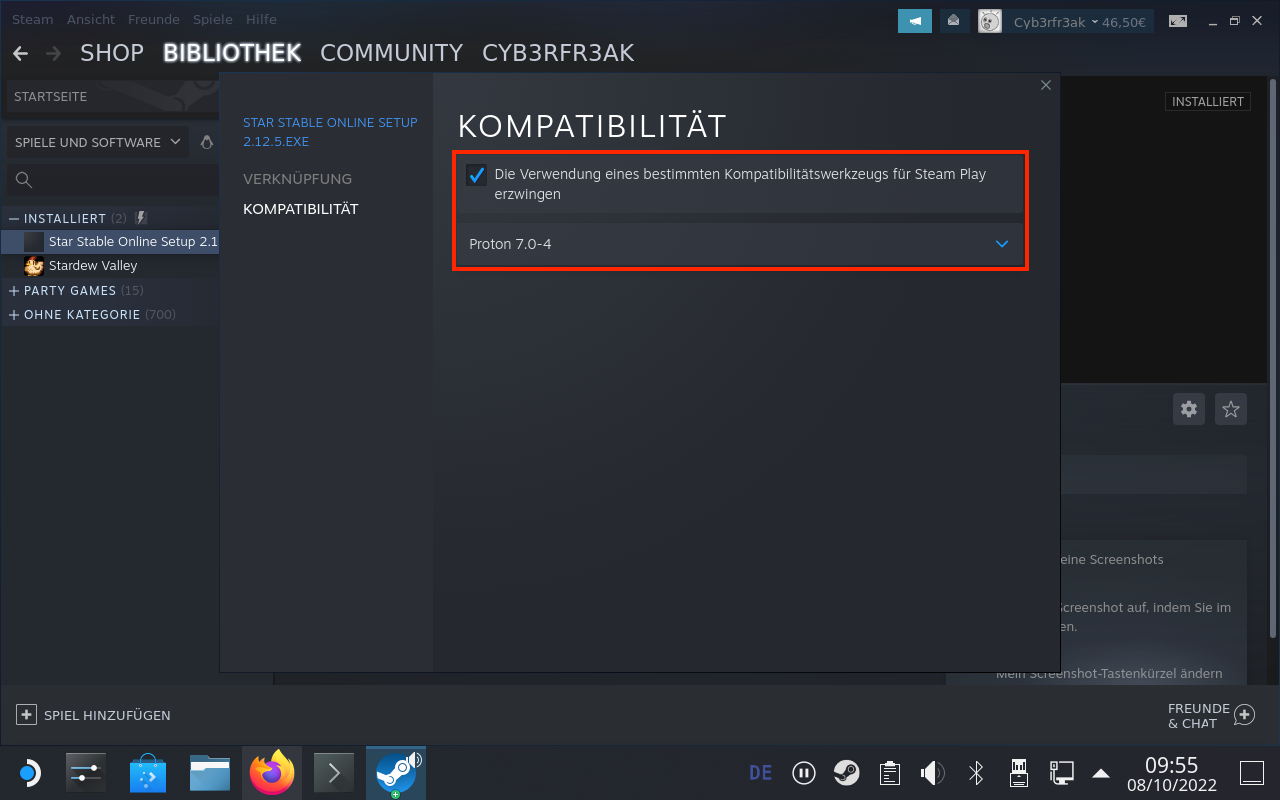 Steam Ansicht Freunde Spiele Hilfe
Cyb3rfr3ak 46,50€
SHOP BIBLIOTHEK COMMUNITY CYB3RFR3AK
STARTSEITE
INSTALLIERT
STAR STABLE ONLINE SETUP
2.12.5.EXE
KOMPATIBILITÄT
SPIELE UND SOFTWARE
Die Verwendung eines bestimmten Kompatibilitätswerkzeugs für Steam Play
erzwingen
VERKNÜPFUNG
KOMPATIBILITÄT
INSTALLIERT (2)
Star Stable Online Setup 2.1
Proton 7.0-4
Stardew Valley
PARTY GAMES (15)
OHNE KATEGORIE (700)
eine Screenshots
Screenshot auf, indem Sie im
en.
Mein Screenshot-Tastenkürzel ändern
SPIEL HINZUFÜGEN
FREUNDE
& CHAT
DE
09:55
08/10/2022